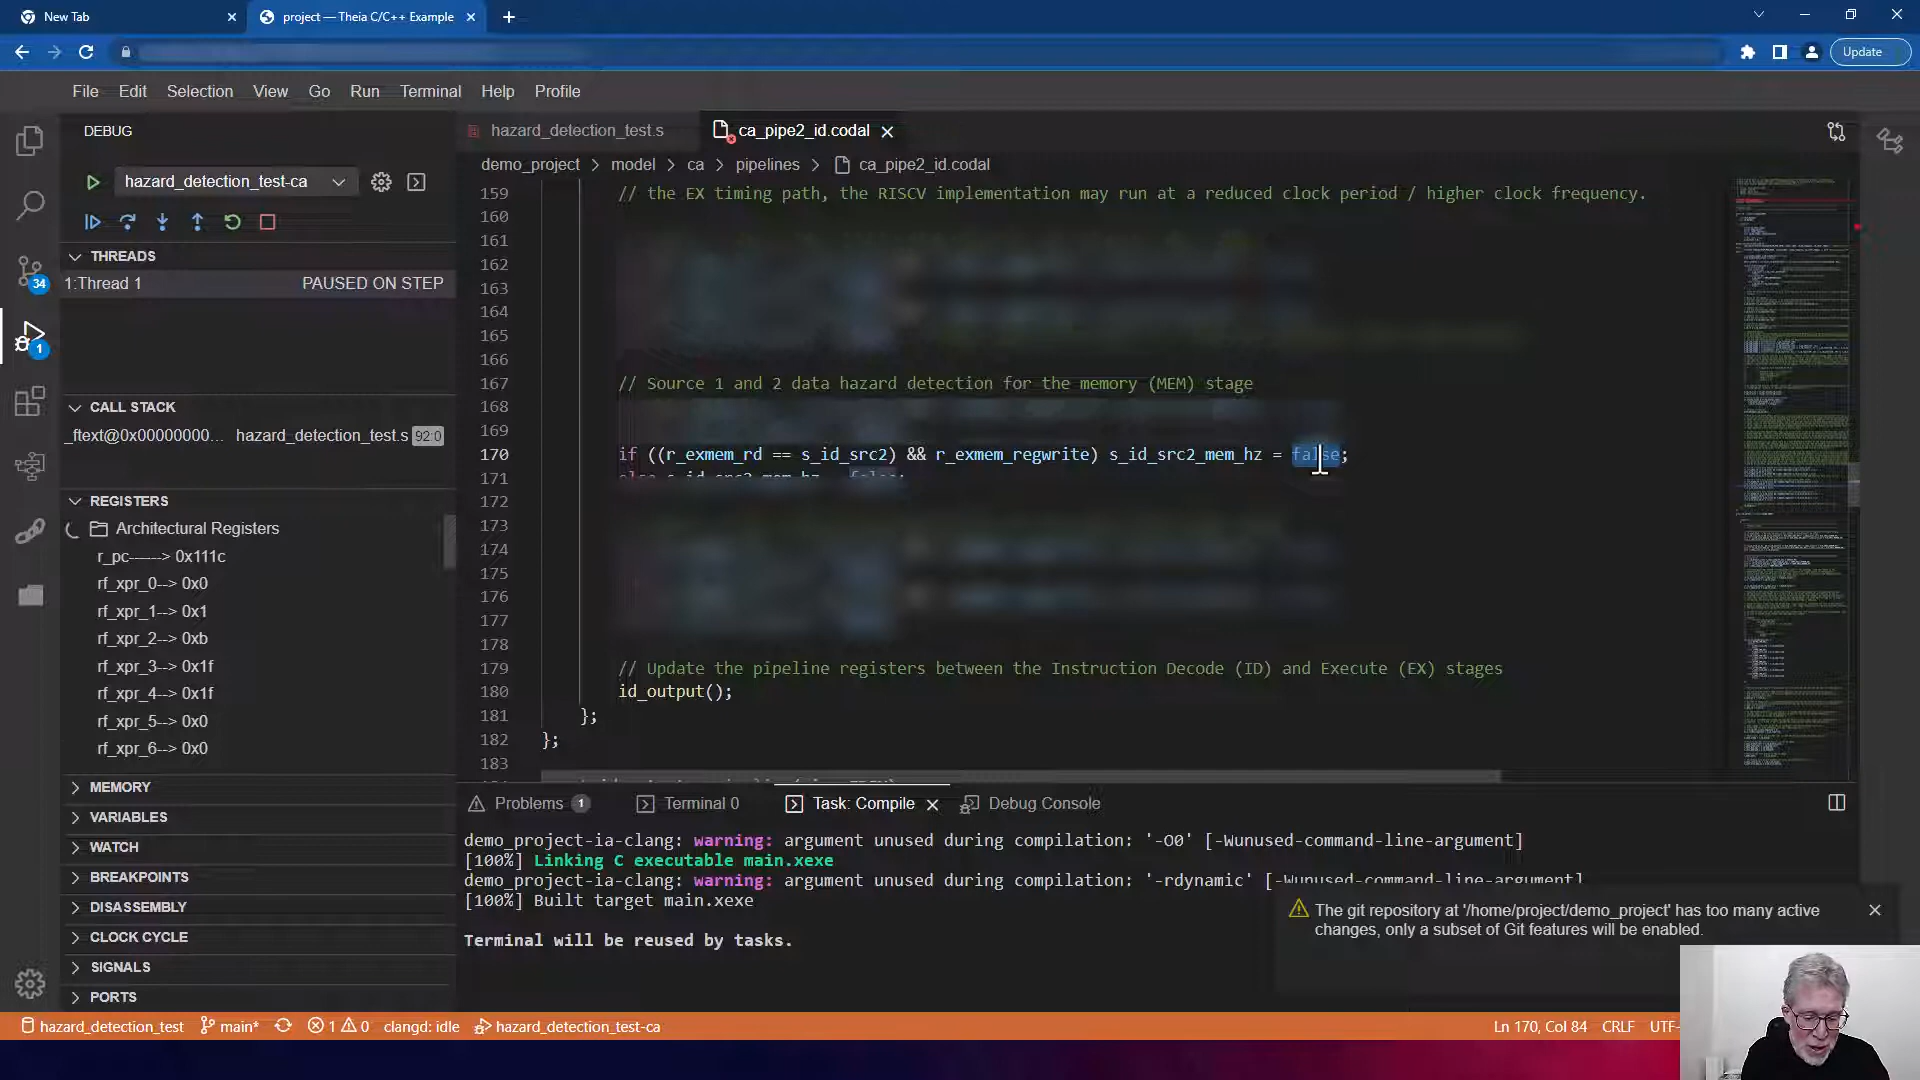 New Tab
project — Theia C/C++ Example
Update
File Edit Selection View Go Run Terminal Help Profile
DEBUG
hazard_detection_test.s
ca_pipe2_id.codal
demo_project > model > ca > pipelines > ca_pipe2_id.codal
hazard_detection_test-ca
THREADS
1:Thread 1 PAUSED ON STEP
CALL STACK
_ftext@0x00000000... hazard_detection_test.s 92:0
REGISTERS
Architectural Registers
r_pc------> 0x111c
rf_xpr_0--> 0x0
rf_xpr_1--> 0x1
rf_xpr_2--> 0xb
rf_xpr_3--> 0x1f
rf_xpr_4--> 0x1f
rf_xpr_5--> 0x0
rf_xpr_6--> 0x0
MEMORY
VARIABLES
WATCH
BREAKPOINTS
DISASSEMBLY
CLOCK CYCLE
SIGNALS
PORTS
34
1
159 // the EX timing path, the RISCV implementation may run at a reduced clock period / higher clock frequency.
160
161
162
163
164
165
166
167 // Source 1 and 2 data hazard detection for the memory (MEM) stage
168
169
170 if ((r_exmem_rd == s_id_src2) && r_exmem_regwrite) s_id_src2_mem_hz = false;
171 else s_id_src2_mem_hz = false;
172
173
174
175
176
177
178
179 // Update the pipeline registers between the Instruction Decode (ID) and Execute (EX) stages
180 id_output();
181 };
182 };
183
Problems 1 Terminal 0 Task: Compile Debug Console
demo_project-ia-clang: warning: argument unused during compilation: '-O0' [-Wunused-command-line-argument]
[100%] Linking C executable main.xexe
demo_project-ia-clang: warning: argument unused during compilation: '-rdynamic' [-Wunused-command-line-argument]
[100%] Built target main.xexe
Terminal will be reused by tasks.
The git repository at '/home/project/demo_project' has too many active
changes, only a subset of Git features will be enabled.
hazard_detection_test main* 1 0 clangd: idle hazard_detection_test-ca
Ln 170, Col 84 CRLF UTF-